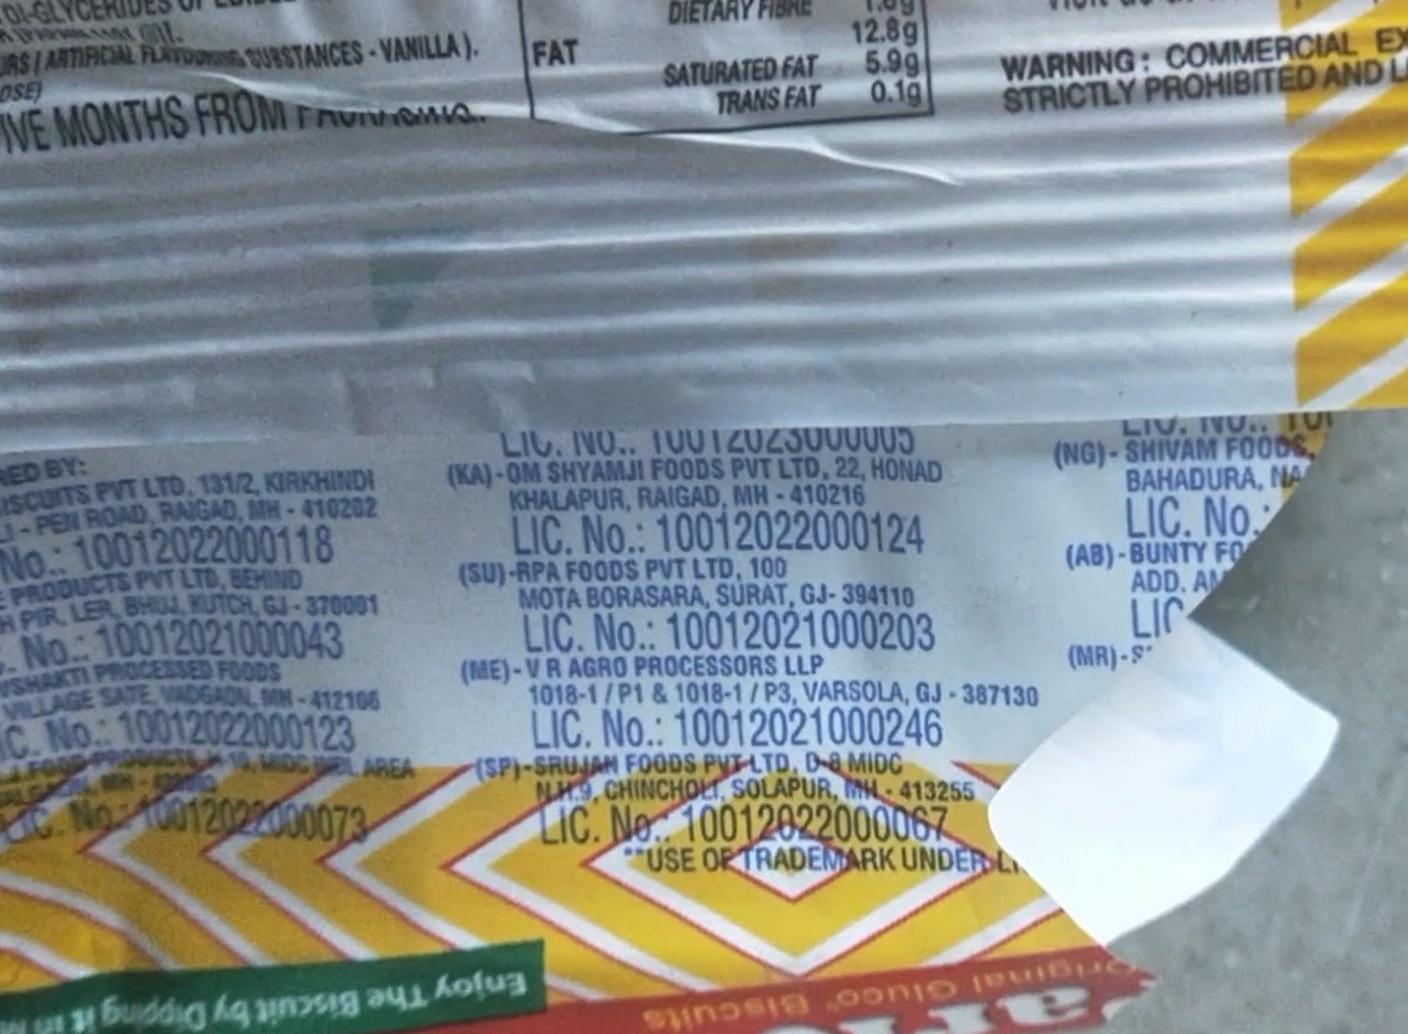 DI-GLYCERIDES OF
DIETARY FIBRE
12.8g
ARTIFICIAL FLAVOURING SUBSTANCES - VANILLA ).
FAT
SATURATED FAT 5.9g
TRANS FAT 0.1g
WARNING : COMMERCIAL
STRICTLY PROHIBITED AND
MONTHS FROM
BY:
PVT LTD, 131/2, KIRKHINDI
- PEN ROAD, RAIGAD, MH - 410202
No.: 10012022000118
PRODUCTS PVT LTD, BEHIND
PIR, LER, BHUJ, KUTCH, GJ - 370001
No.: 10012021000043
PROCESSED FOODS
VILLAGE SATE, VADGAON, MH - 412106
No.: 10012022000123
AREA
No.: 10012022000073
LIC. No.: 10012023000005
(KA)-OM SHYAMJI FOODS PVT LTD, 22, HONAD
KHALAPUR, RAIGAD, MH - 410216
LIC. No.: 10012022000124
(SU)-RPA FOODS PVT LTD, 100
MOTA BORASARA, SURAT, GJ- 394110
LIC. No.: 10012021000203
(ME)-V R AGRO PROCESSORS LLP
1018-1 / P1 & 1018-1 / P3, VARSOLA, GJ - 387130
LIC. No.: 10012021000246
(SP)-SRUJAN FOODS PVT LTD, D-8 MIDC
N.H.9, CHINCHOLI, SOLAPUR, MH - 413255
LIC. No.: 10012022000067
**USE OF TRADEMARK UNDER
(NG)- SHIVAM FOODS,
BAHADURA,
LIC. No.:
(AB)-BUNTY
ADD.
LIC
(MR)-
Enjoy The Biscuit by Dipping it in
Original Gluco Biscuits